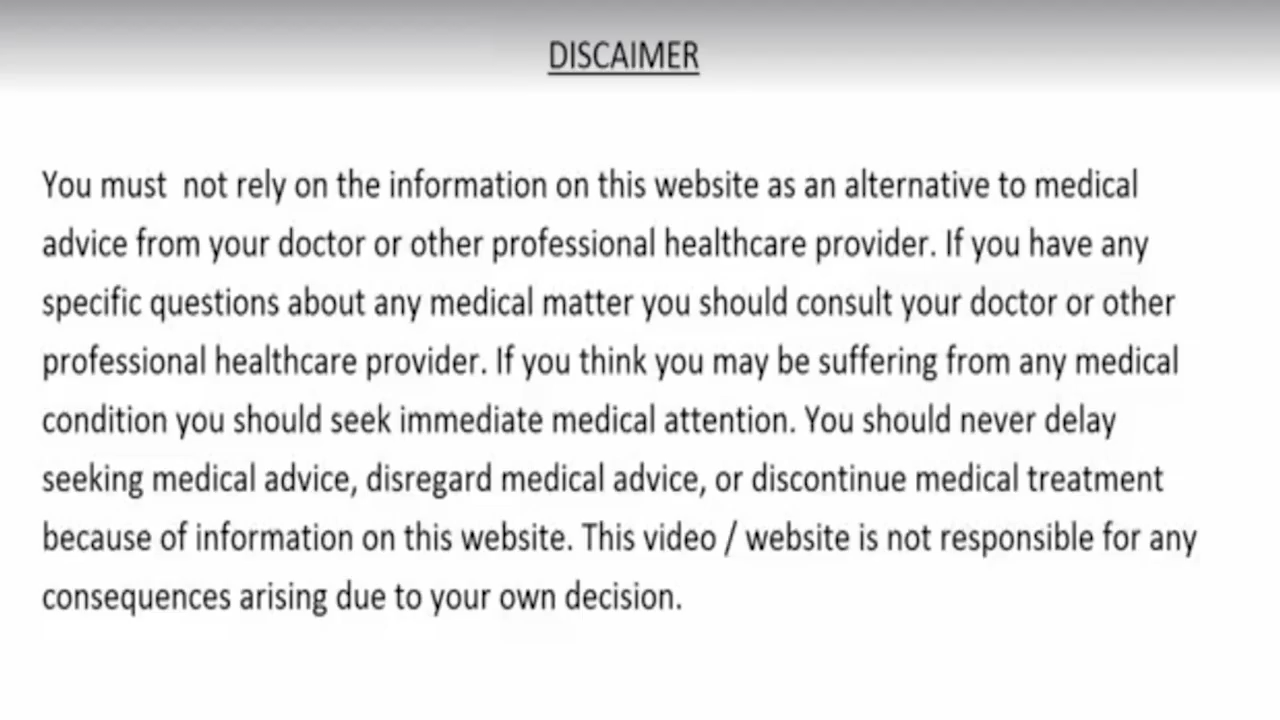 DISCAIMER
You must  not rely on the information on this website as an alternative to medical
advice from your doctor or other professional healthcare provider. If you have any
specific questions about any medical matter you should consult your doctor or other
professional healthcare provider. If you think you may be suffering from any medical
condition you should seek immediate medical attention. You should never delay
seeking medical advice, disregard medical advice, or discontinue medical treatment
because of information on this website. This video / website is not responsible for any
consequences arising due to your own decision.